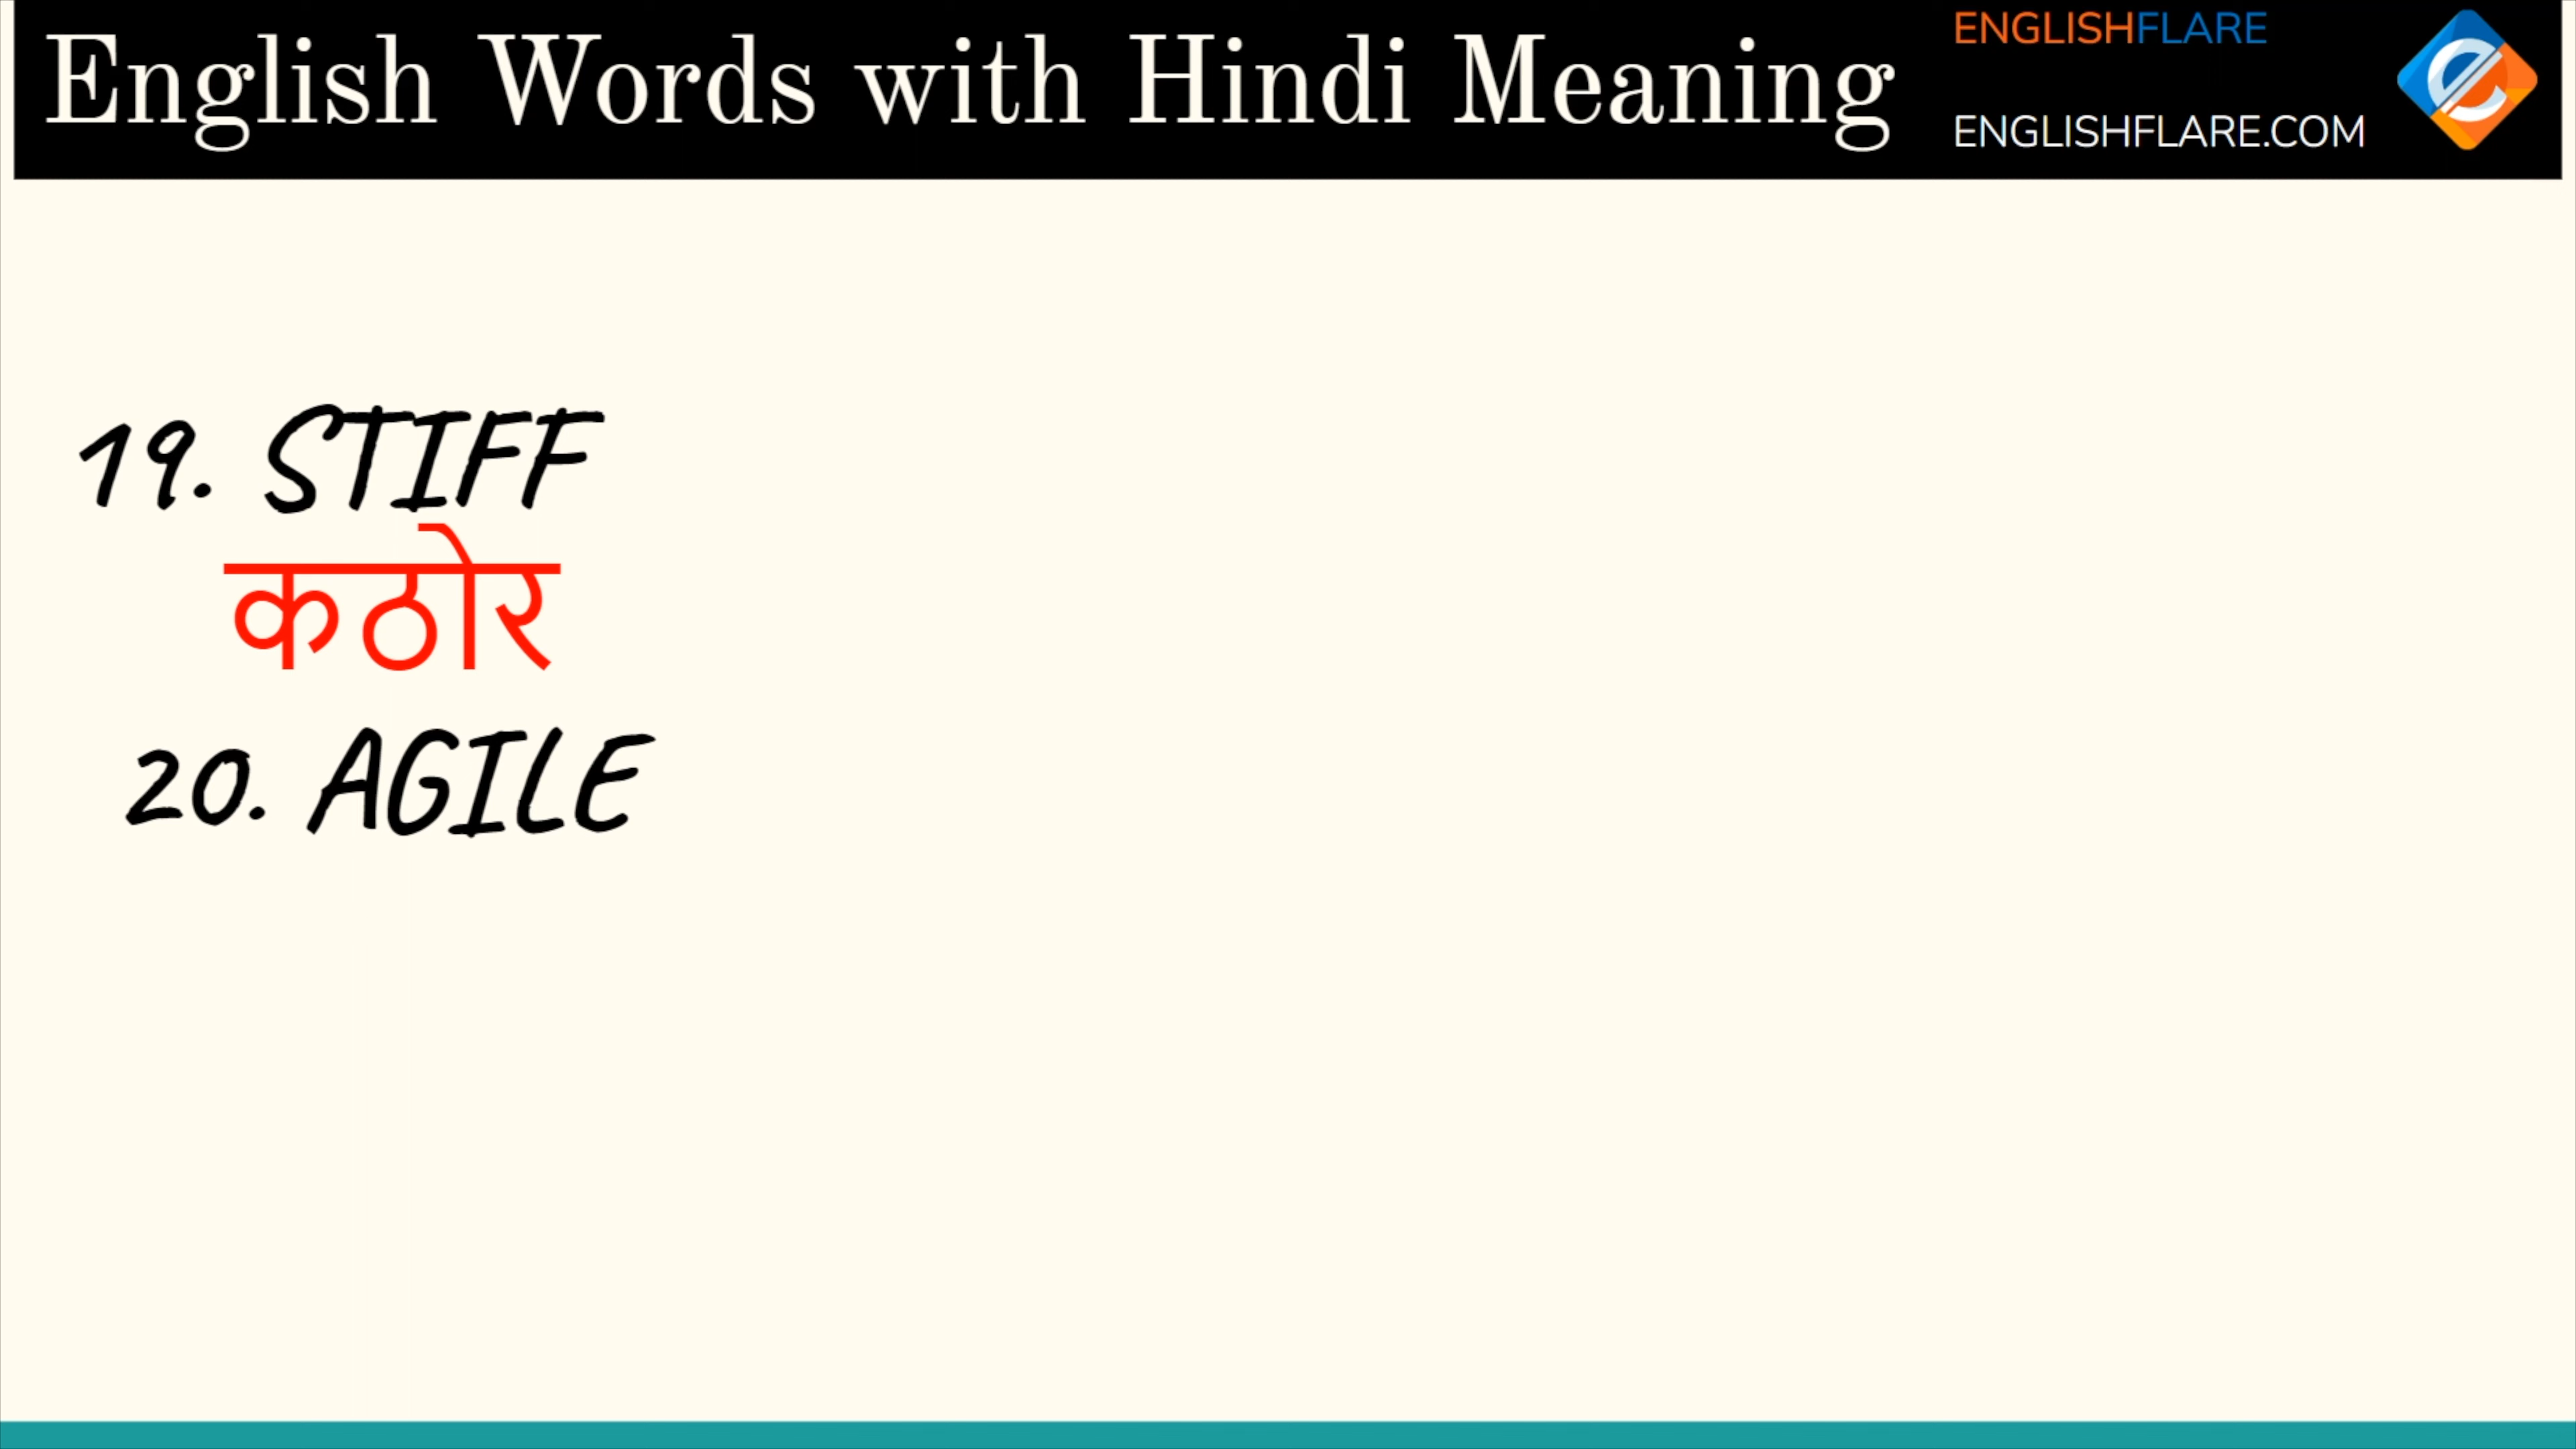 English Words with Hindi Meaning
ENGLISHFLARE
ENGLISHFLARE.COM
19. STIFF
कठोर
20. AGILE